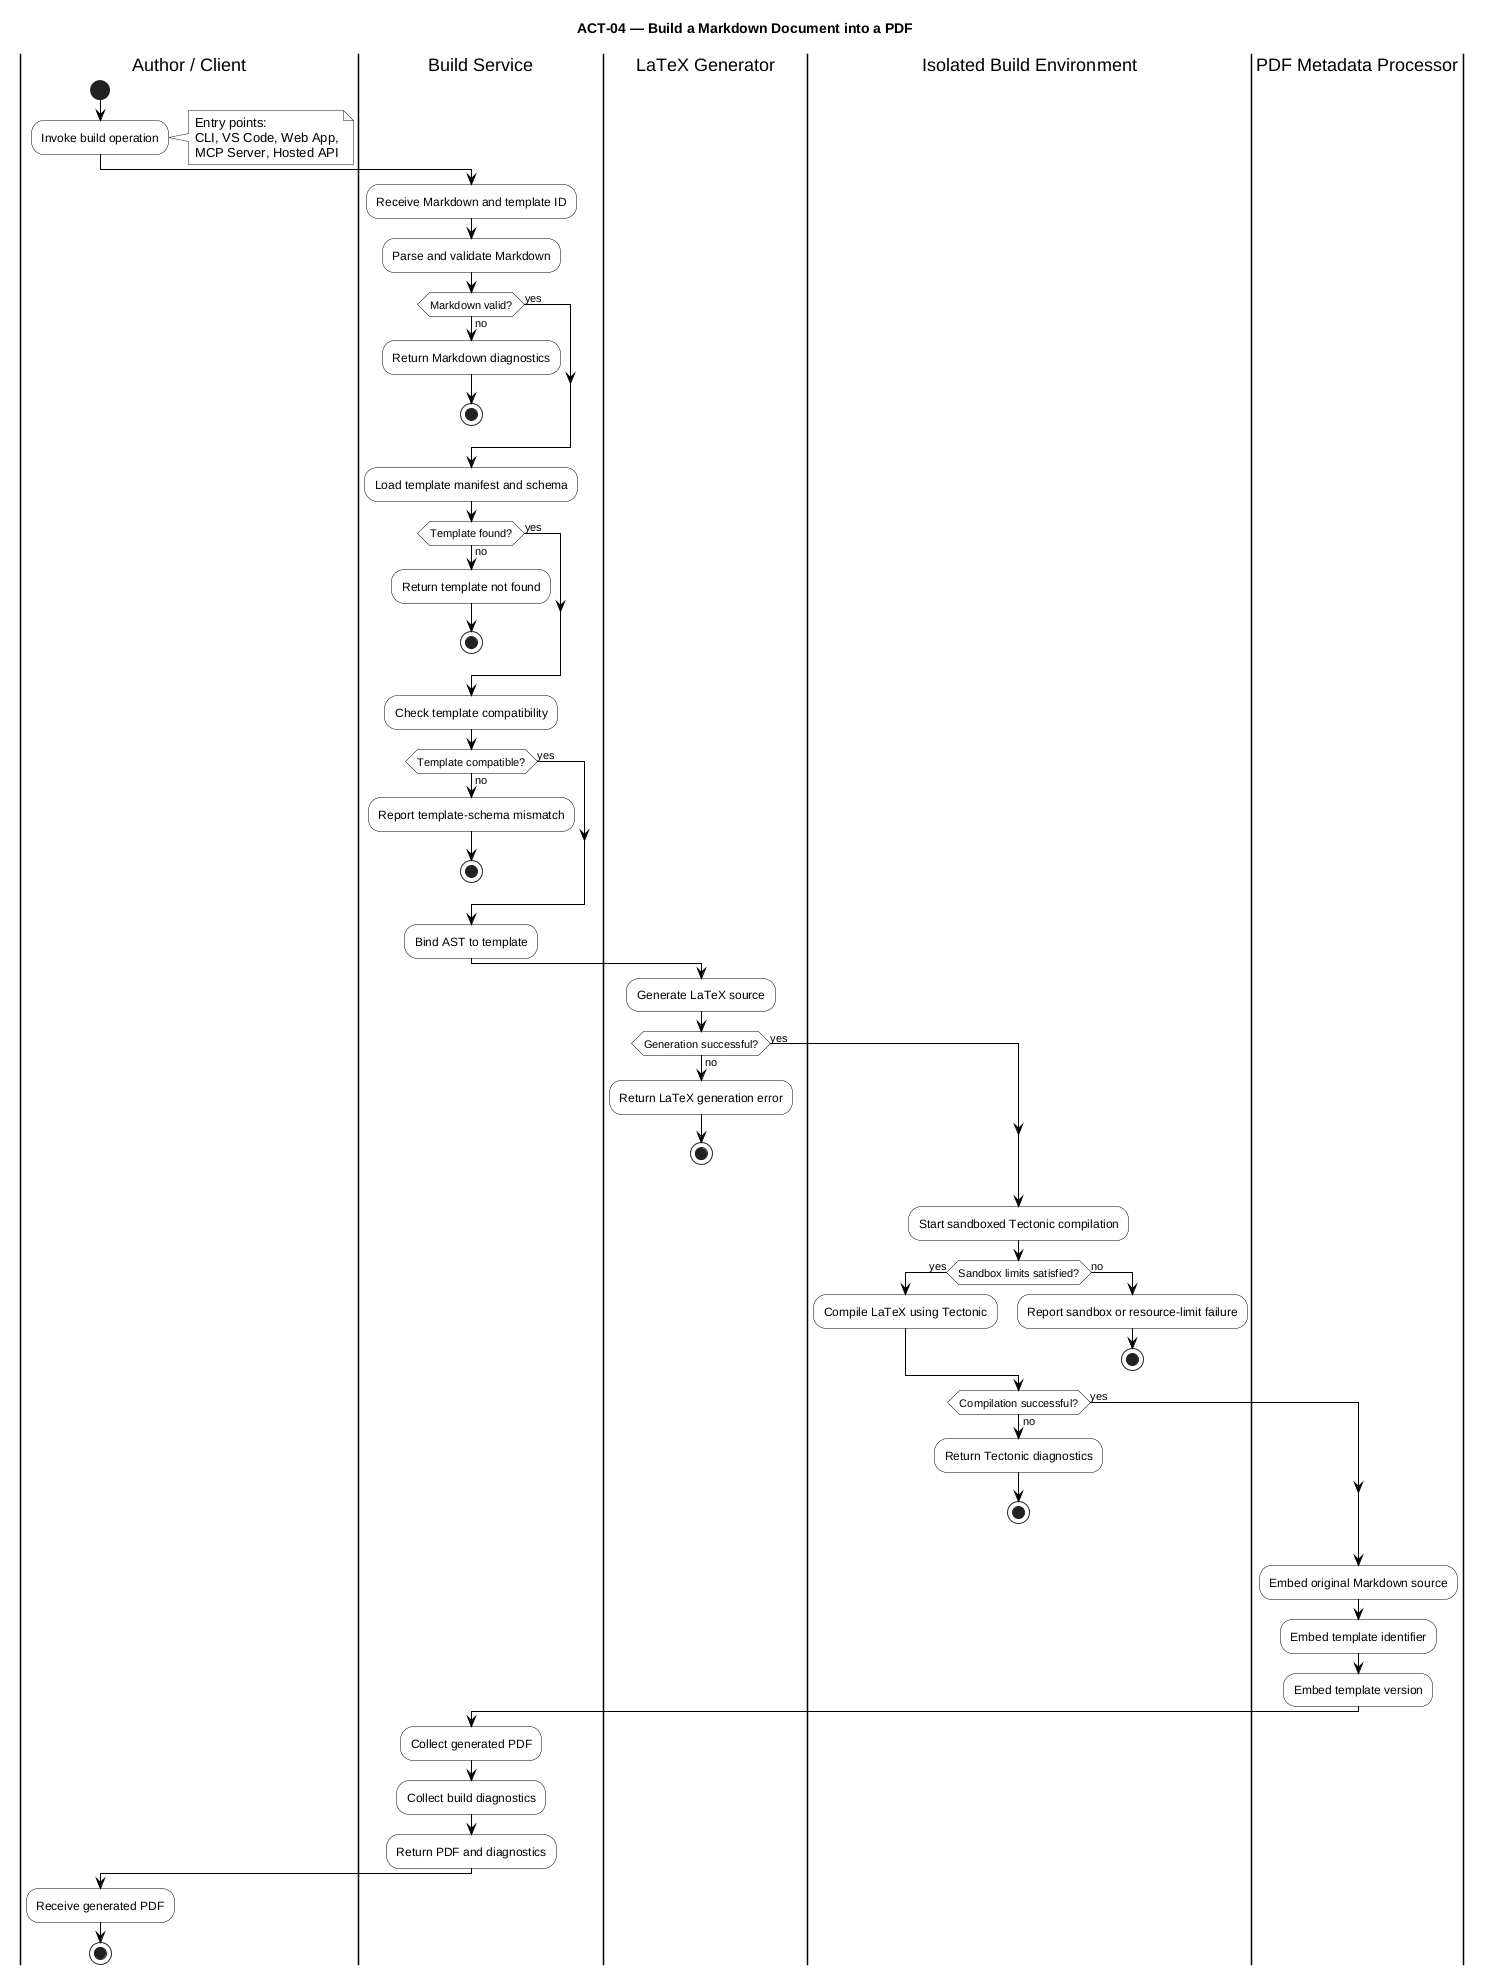 ACT-04 — Build a Markdown Document into a PDF
Author / Client
Build Service
LaTeX Generator
Isolated Build Environment
PDF Metadata Processor
Invoke build operation
Entry points:
CLI, VS Code, Web App,
MCP Server, Hosted API
Receive Markdown and template ID
Parse and validate Markdown
Markdown valid?
yes
no
Return Markdown diagnostics
Load template manifest and schema
Template found?
yes
no
Return template not found
Check template compatibility
Template compatible?
yes
no
Report template-schema mismatch
Bind AST to template
Generate LaTeX source
Generation successful?
yes
no
Return LaTeX generation error
Start sandboxed Tectonic compilation
yes
Sandbox limits satisfied?
no
Compile LaTeX using Tectonic
Report sandbox or resource-limit failure
Compilation successful?
yes
no
Return Tectonic diagnostics
Embed original Markdown source
Embed template identifier
Embed template version
Collect generated PDF
Collect build diagnostics
Return PDF and diagnostics
Receive generated PDF